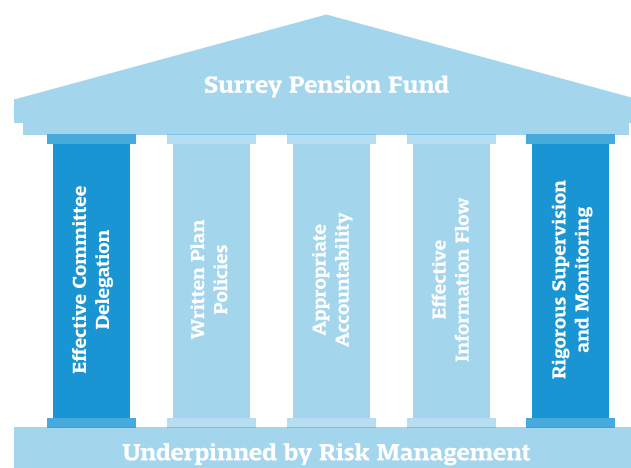 Surrey Pension Fund
Effective Committee
Delegation
Written Plan
Policies
Appropriate
Accountability
Effective
Information Flow
Rigorous Supervision
and Monitoring
Underpinned by Risk Management